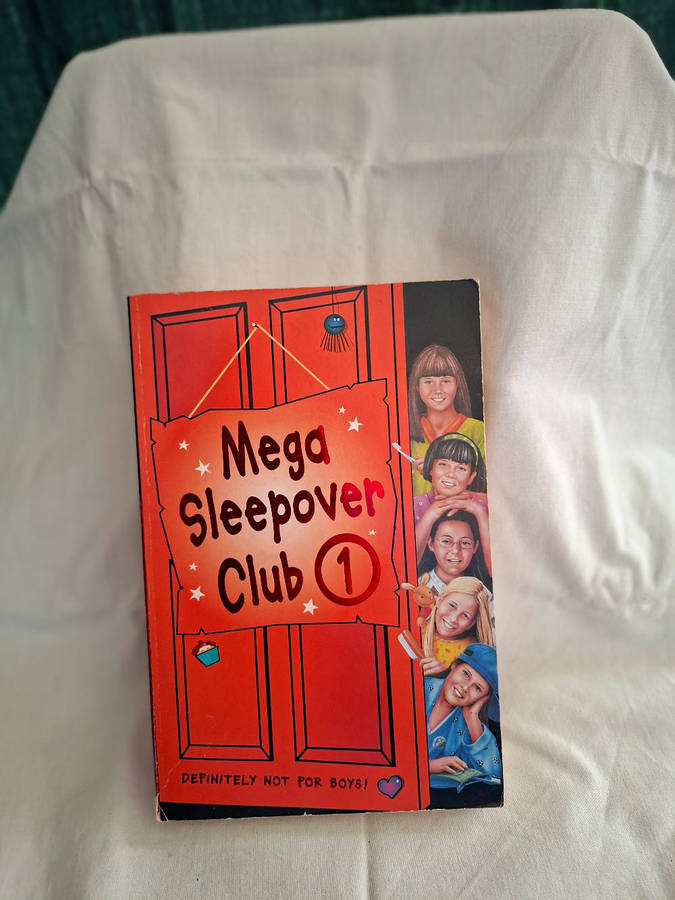 Mega
Sleepover
Club 1
DEFINITELY NOT FOR BOYS!